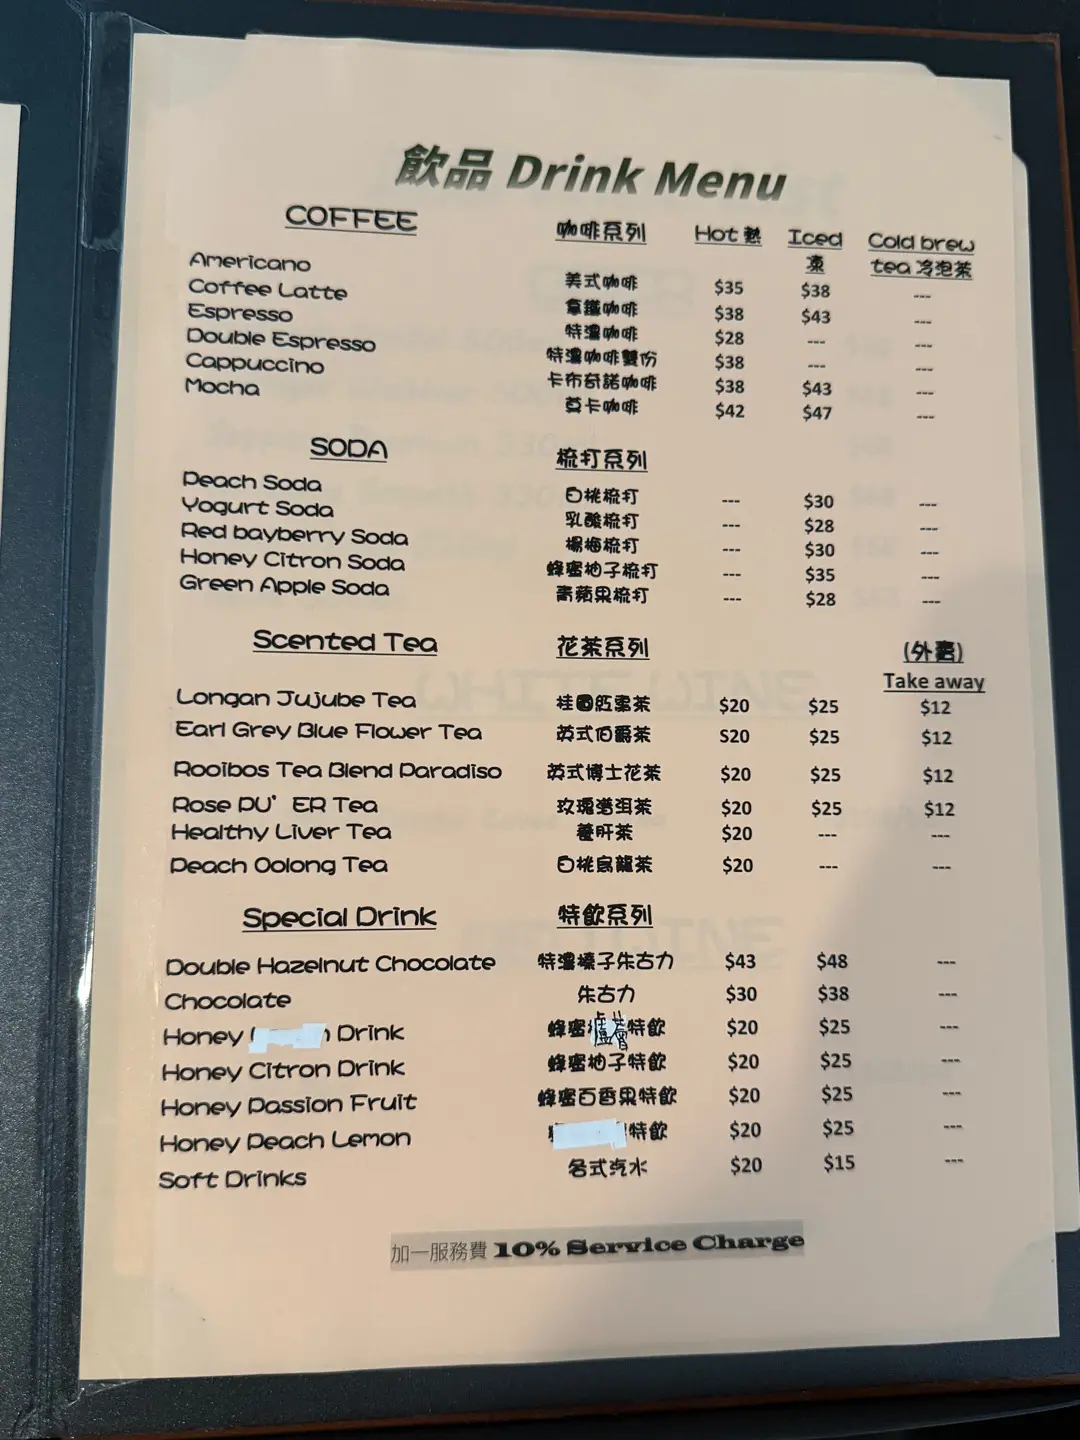 飲品 Drink Menu
COFFEE 咖啡系列 Hot 熱 Iced 凍 Cold brew tea 冷泡茶
Americano 美式咖啡 $35 $38 ---
Coffee Latte 拿鐵咖啡 $38 $43 ---
Espresso 特濃咖啡 $28 --- ---
Double Espresso 特濃咖啡雙份 $38 --- ---
Cappuccino 卡布奇諾咖啡 $38 $43 ---
Mocha 莫卡咖啡 $42 $47 ---
SODA 梳打系列
Peach Soda 白桃梳打 --- $30 ---
Yogurt Soda 乳酸梳打 --- $28 ---
Red bayberry Soda 楊梅梳打 --- $30 ---
Honey Citron Soda 蜂蜜柚子梳打 --- $35 ---
Green Apple Soda 青蘋果梳打 --- $28 ---
Scented Tea 花茶系列 (外賣) Take away
Longan Jujube Tea 桂圓紅棗茶 $20 $25 $12
Earl Grey Blue Flower Tea 英式伯爵茶 S20 $25 $12
Rooibos Tea Blend Paradiso 英式博士花茶 $20 $25 $12
Rose PU’ER Tea 玫瑰普洱茶 $20 $25 $12
Healthy Liver Tea 養肝茶 $20 --- ---
Peach Oolong Tea 白桃烏龍茶 $20 --- ---
Special Drink 特飲系列
Double Hazelnut Chocolate 特濃榛子朱古力 $43 $48 ---
Chocolate 朱古力 $30 $38 ---
Honey Drink 蜂蜜蘆薈特飲 $20 $25 ---
Honey Citron Drink 蜂蜜柚子特飲 $20 $25 ---
Honey Passion Fruit 蜂蜜百香果特飲 $20 $25 ---
Honey Peach Lemon 特飲 $20 $25 ---
Soft Drinks 各式汽水 $20 $15 ---
加一服務費 10% Service Charge